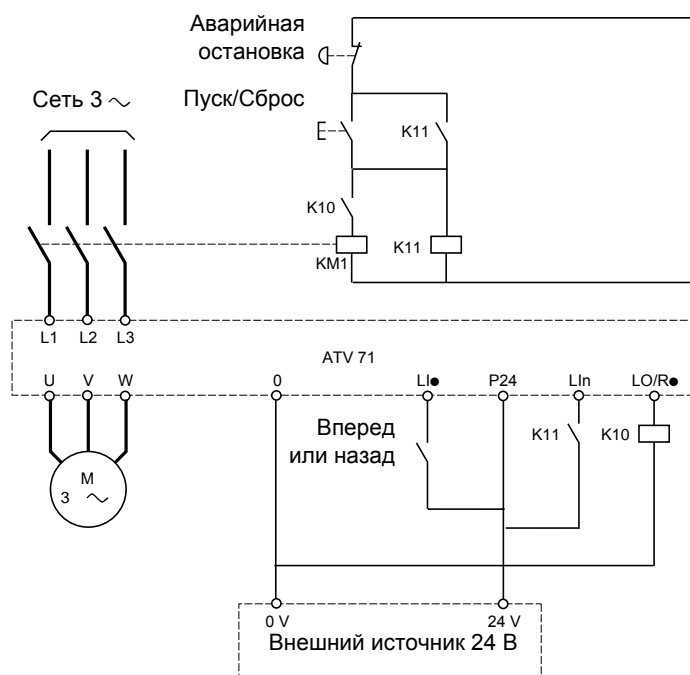 Аварийная
остановка
Сеть 3 ~
Пуск/Сброс
K11
K10
KM1
K11
L1 L2 L3
ATV 71
U V W 0 LI● P24 LIn LO/R●
Вперед
или назад
K11 K10
M
3 ~
0 V 24 V
Внешний источник 24 В